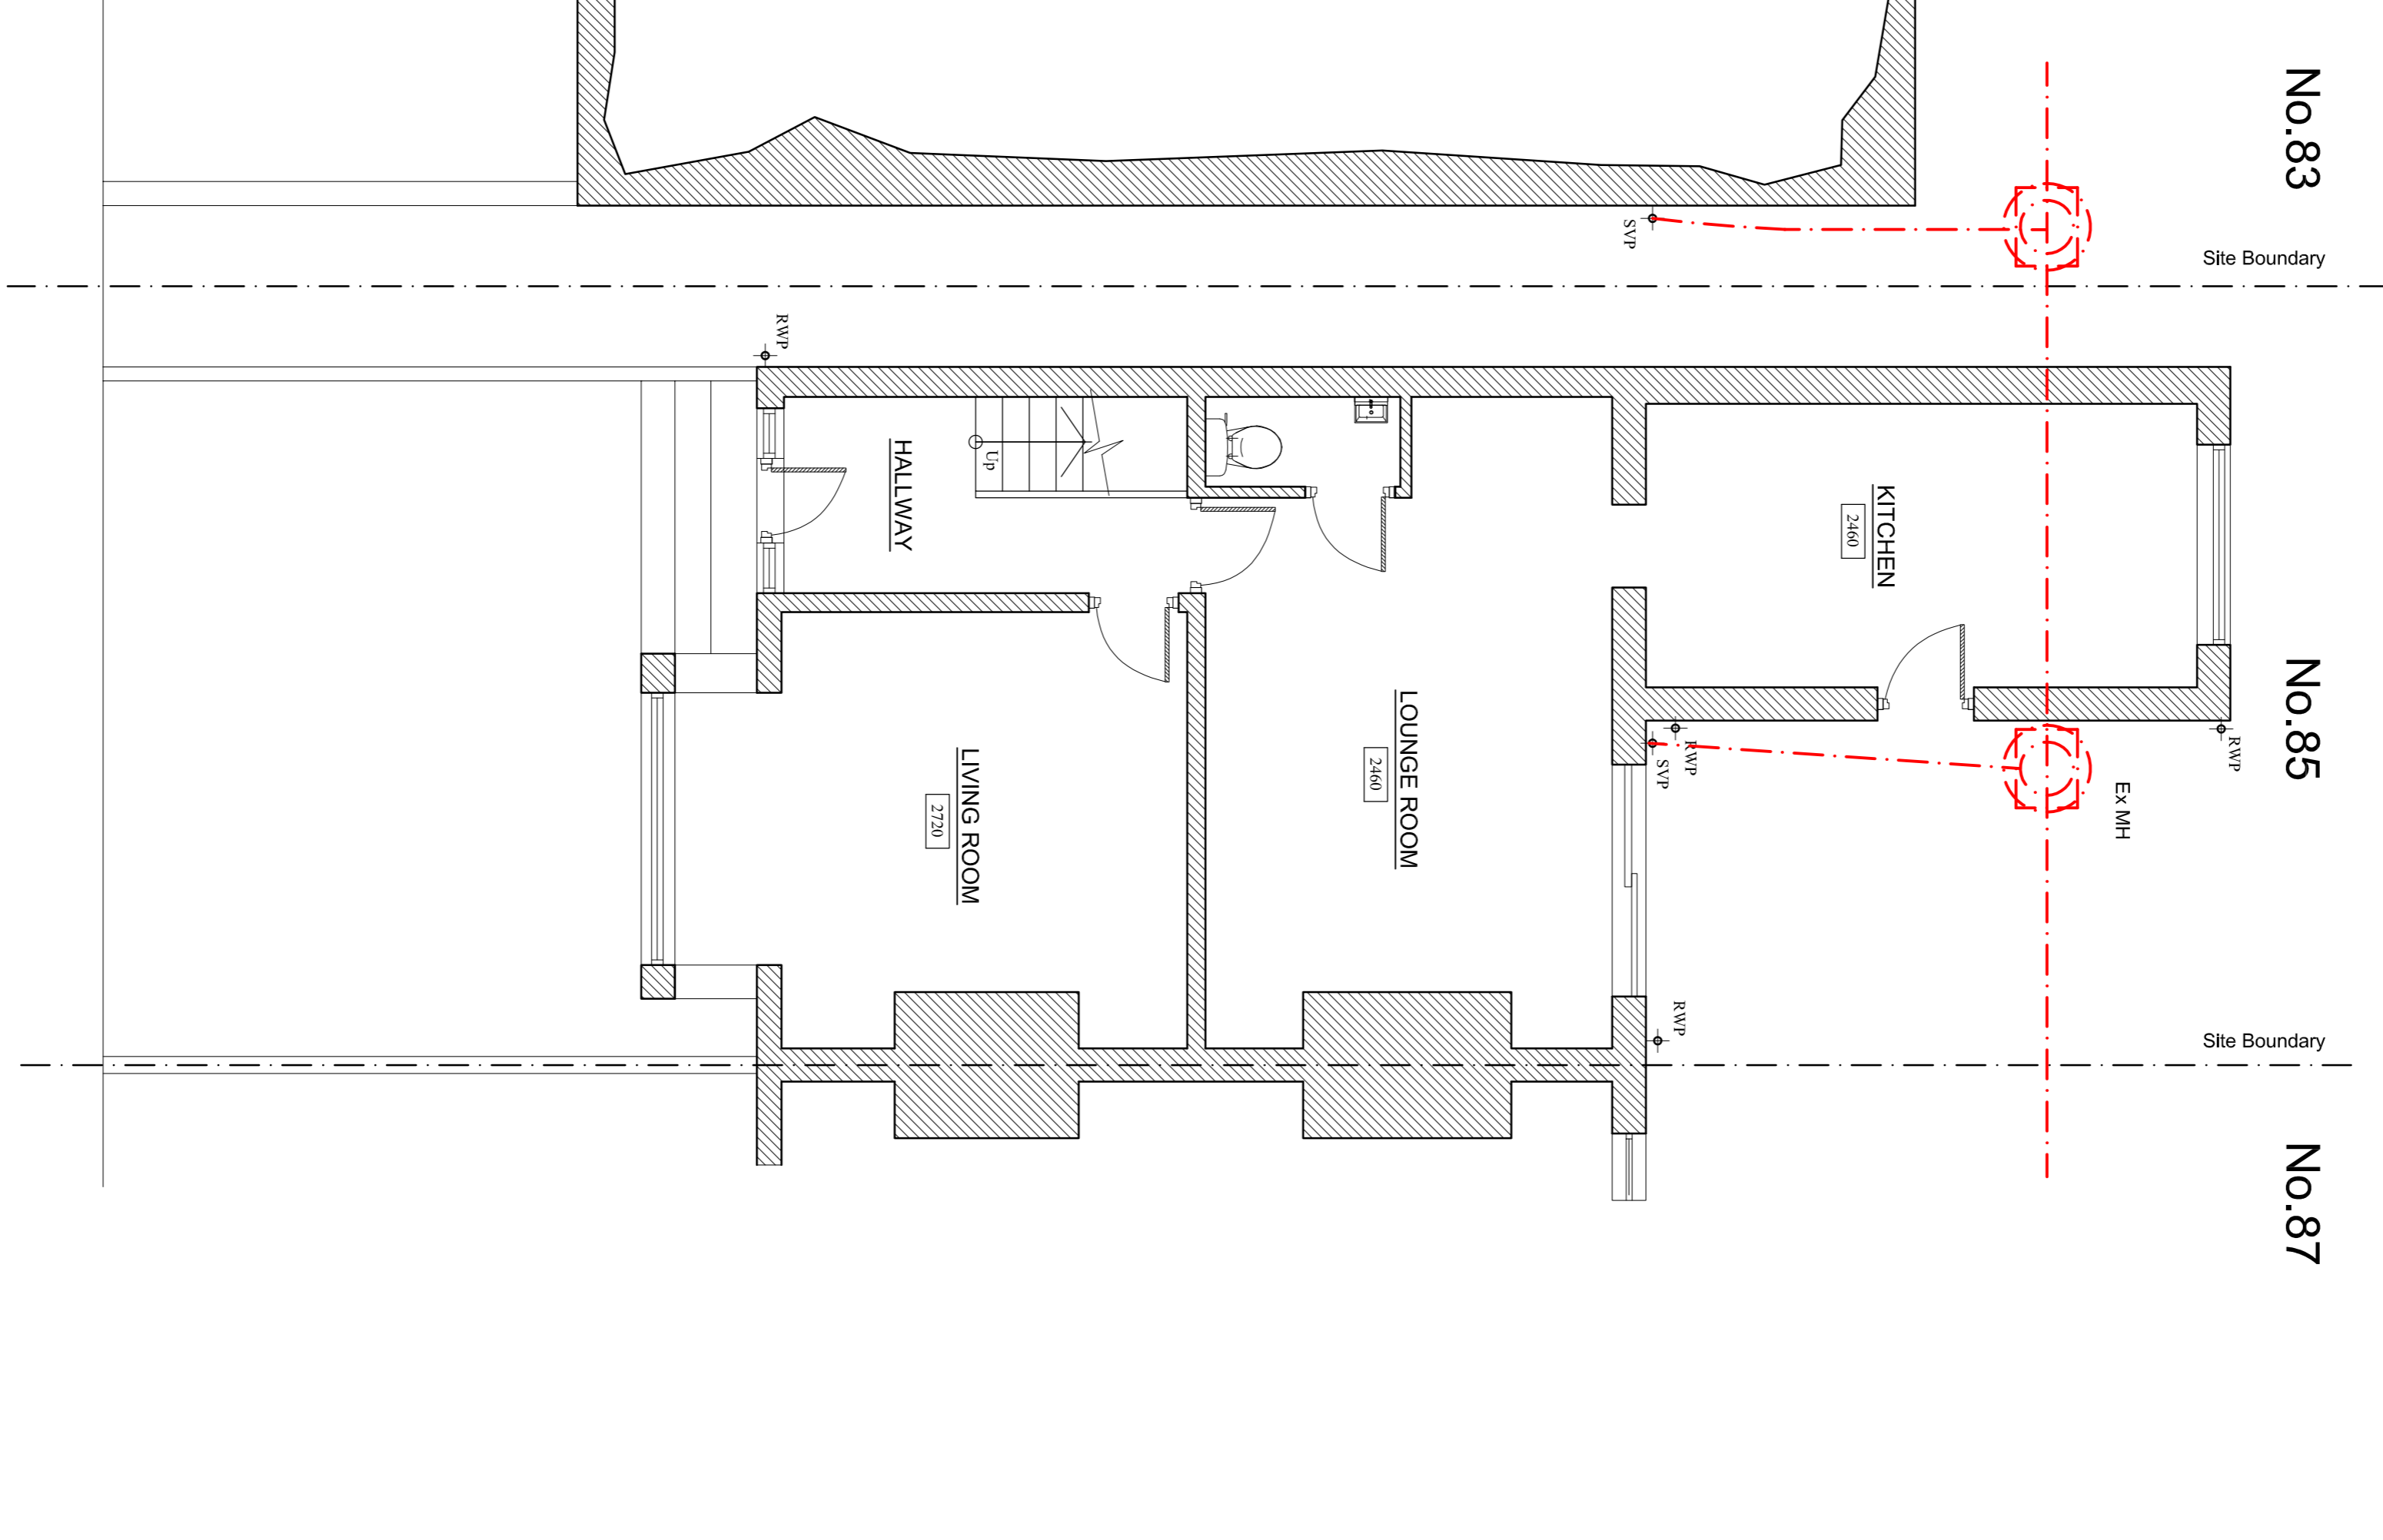 No.83
Site Boundary
SVP
RWP
HALLWAY
Up
KITCHEN
2460
No.85
RWP
RWP
SVP
Ex MH
LOUNGE ROOM
2460
LIVING ROOM
2720
RWP
Site Boundary
No.87